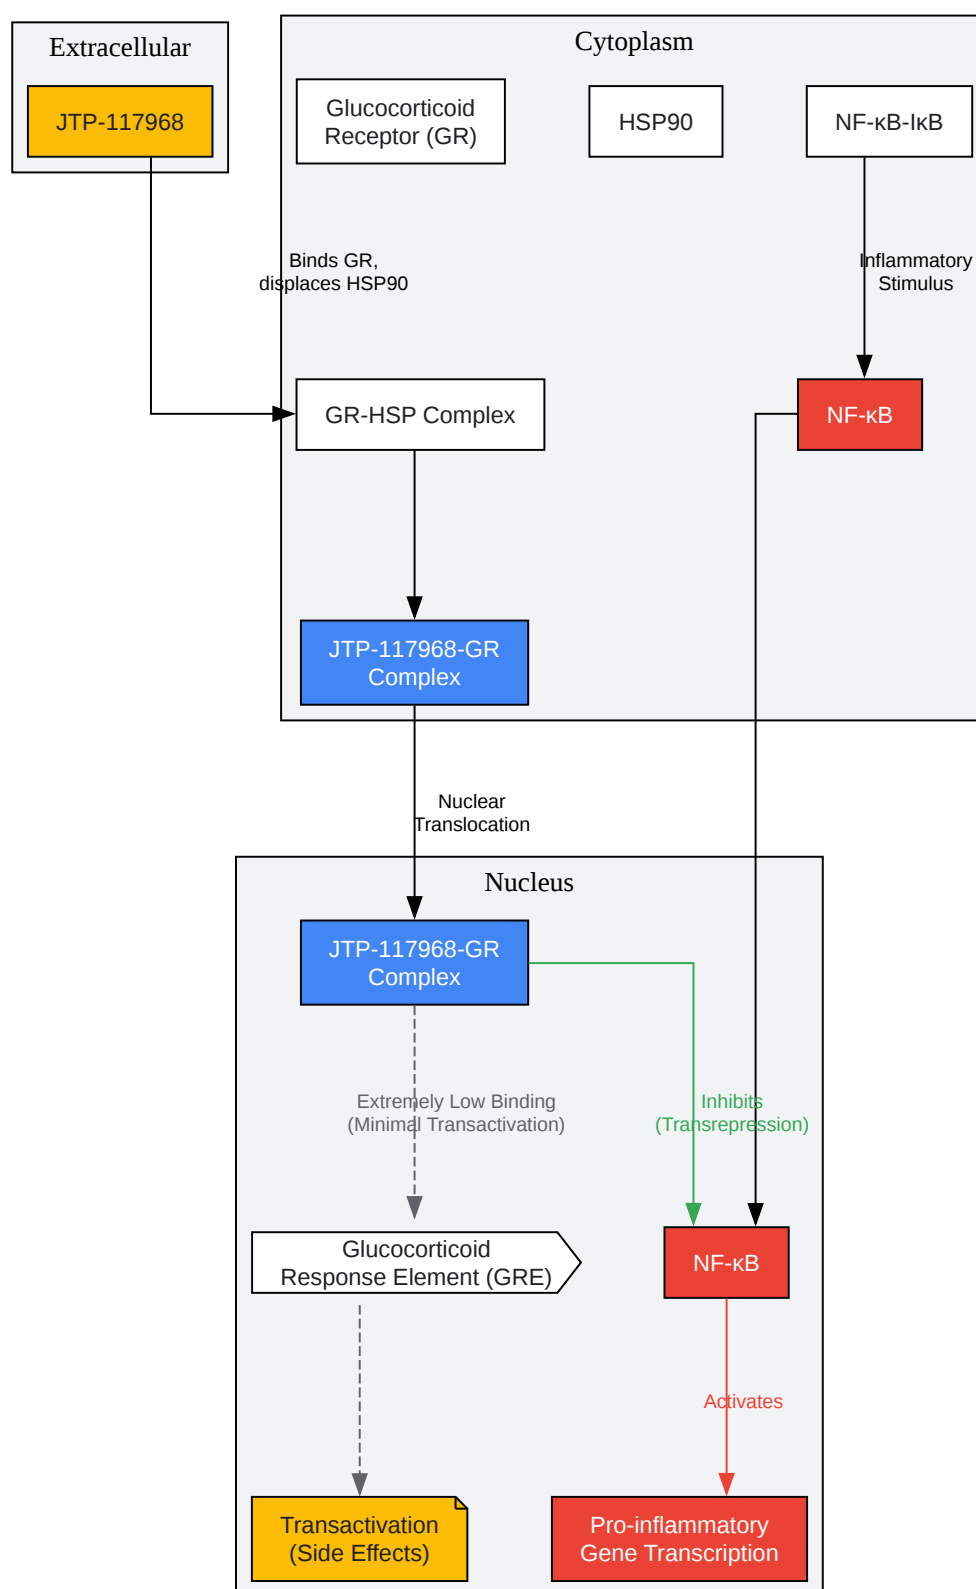 Extracellular
JTP-117968
Cytoplasm
Glucocorticoid
Receptor (GR)
HSP90
NF-κB-IκB
Binds GR,
displaces HSP90
Inflammatory
Stimulus
GR-HSP Complex
NF-κB
JTP-117968-GR
Complex
Nuclear
Translocation
Nucleus
JTP-117968-GR
Complex
Extremely Low Binding
(Minimal Transactivation)
Inhibits
(Transrepression)
Glucocorticoid
Response Element (GRE)
NF-κB
Activates
Transactivation
(Side Effects)
Pro-inflammatory
Gene Transcription